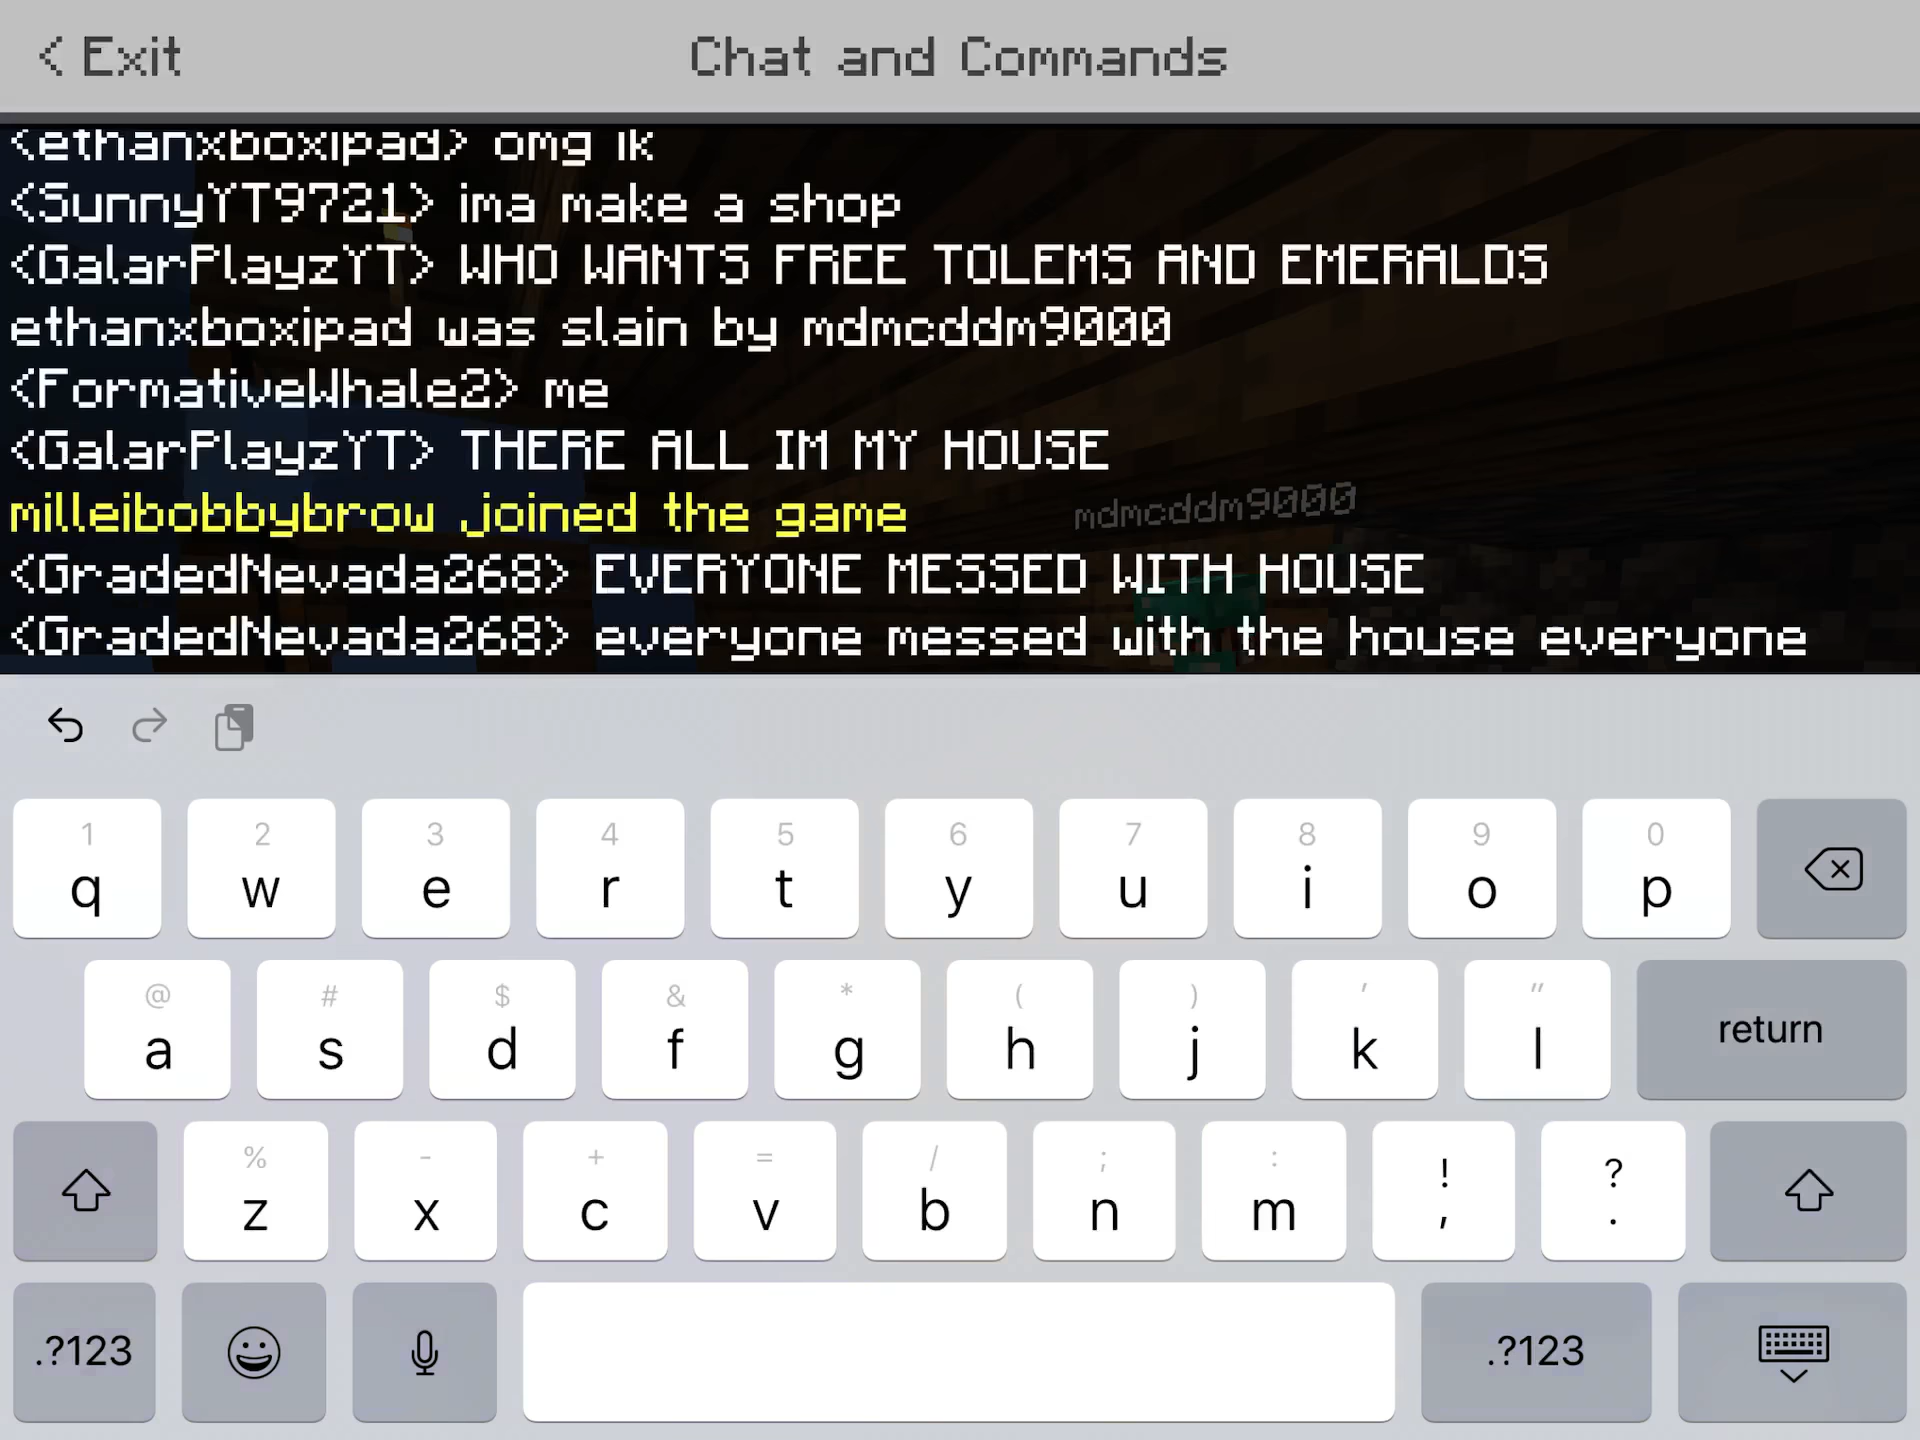 < Exit
Chat and Commands
<ethanxboxipad> omg ik
<SunnyYT9721> ima make a shop
<GalarPlayzYT> WHO WANTS FREE TOLEMS AND EMERALDS
ethanxboxipad was slain by mdmcddm9000
<FormativeWhale2> me
<GalarPlayzYT> THERE ALL IM MY HOUSE
milleibobbybrow joined the game
mdmcddm9000
<GradedNevada268> EVERYONE MESSED WITH HOUSE
<GradedNevada268> everyone messed with the house everyone
1 2 3 4 5 6 7 8 9 0
q w e r t y u i o p
@ # $ & * ( ) ' "
a s d f g h j k l return
% - + = / ; : ! ?
z x c v b n m , .
.?123 .?123